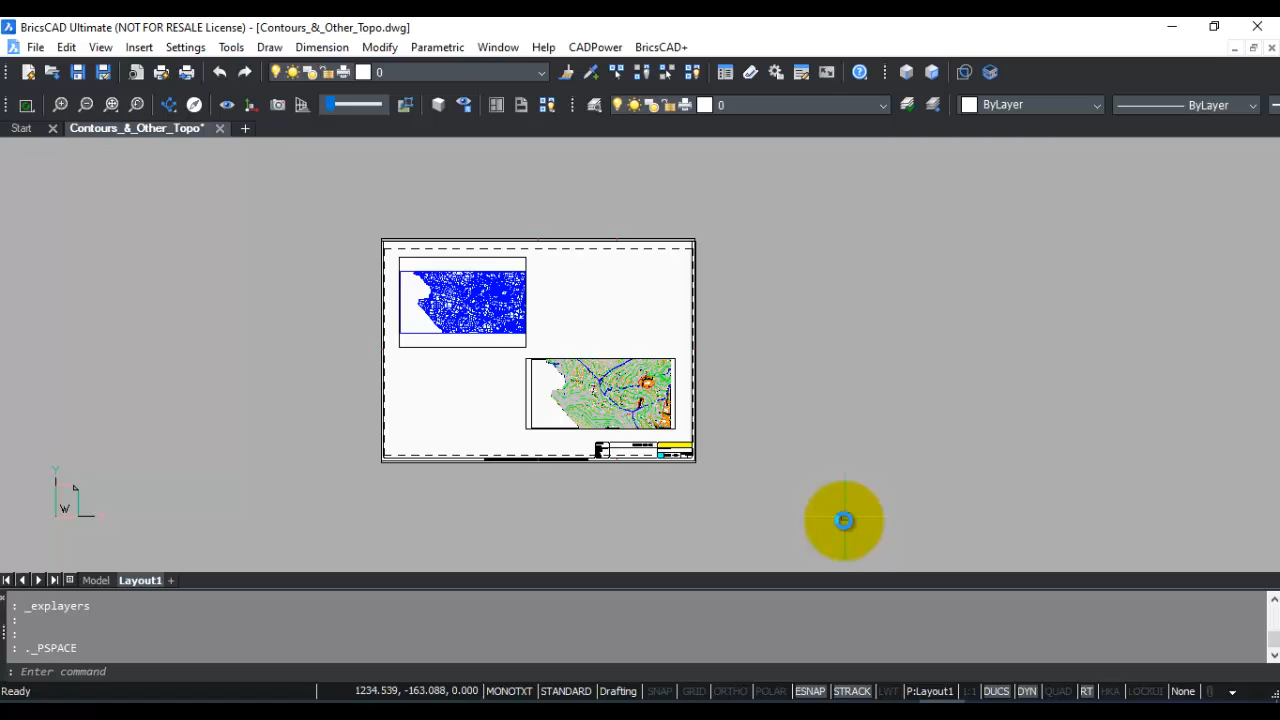 BricsCAD Ultimate (NOT FOR RESALE License) - [Contours_&_Other_Topo.dwg]
File Edit View Insert Settings Tools Draw Dimension Modify Parametric Window Help CADPower BricsCAD+
0
0 ByLayer ByLayer
Start Contours_&_Other_Topo*
Y
W
Model Layout1 +
: _explayers
:
:
: ._PSPACE
: Enter command
Ready 1234.539, -163.088, 0.000 MONOTXT STANDARD Drafting SNAP GRID ORTHO POLAR ESNAP STRACK LWT P:Layout1 1:1 DUCS DYN QUAD RT HKA LOCKUI None